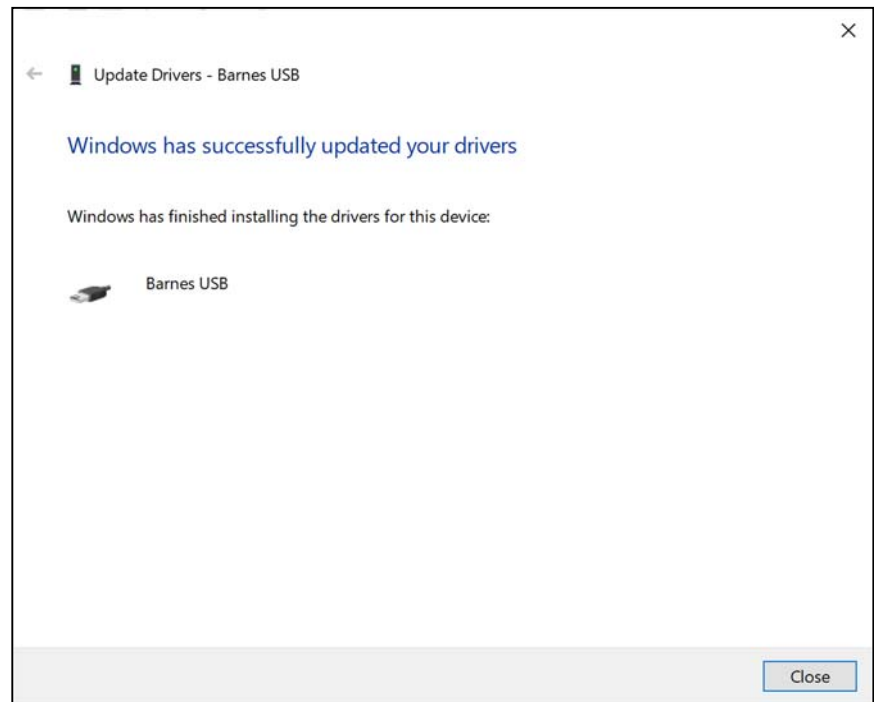 Update Drivers - Barnes USB
Windows has successfully updated your drivers
Windows has finished installing the drivers for this device:
Barnes USB
Close